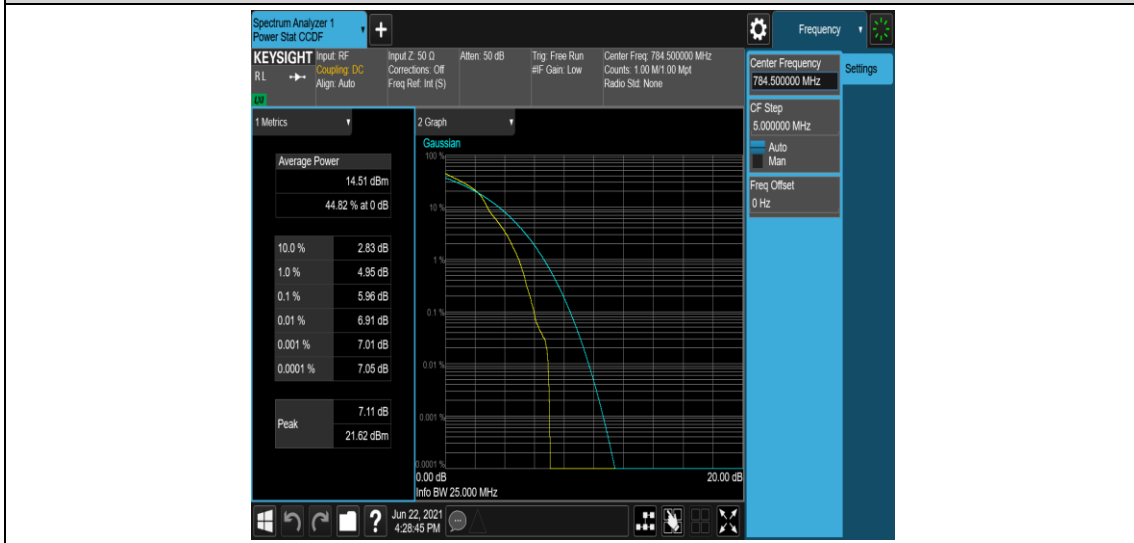 Spectrum Analyzer 1
Power Stat CCDF
+
Frequency
KEYSIGHT
RL
LXI
Input: RF
Coupling: DC
Align: Auto
Input Z: 50 Ω
Corrections: Off
Freq Ref: Int (S)
Atten: 50 dB
Trig: Free Run
#IF Gain: Low
Center Freq: 784.500000 MHz
Counts: 1.00 M/1.00 Mpt
Radio Std: None
Center Frequency
784.500000 MHz
Settings
CF Step
5.000000 MHz
Auto
Man
Freq Offset
0 Hz
1 Metrics
Average Power
14.51 dBm
44.82 % at 0 dB
10.0 % 2.83 dB
1.0 % 4.95 dB
0.1 % 5.96 dB
0.01 % 6.91 dB
0.001 % 7.01 dB
0.0001 % 7.05 dB
Peak 7.11 dB
21.62 dBm
2 Graph
Gaussian
100 %
10 %
1 %
0.1 %
0.01 %
0.001 %
0.0001 %
0.00 dB 20.00 dB
Info BW 25.000 MHz
?
Jun 22, 2021
4:28:45 PM